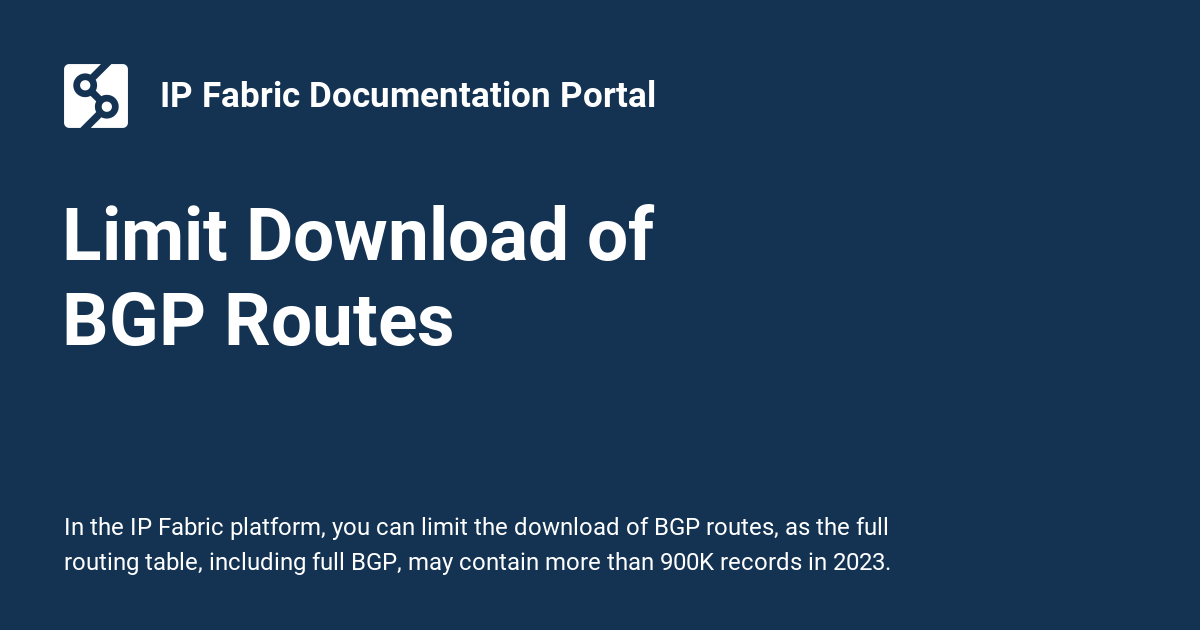 IP Fabric Documentation Portal
Limit Download of
BGP Routes
In the IP Fabric platform, you can limit the download of BGP routes, as the full
routing table, including full BGP, may contain more than 900K records in 2023.